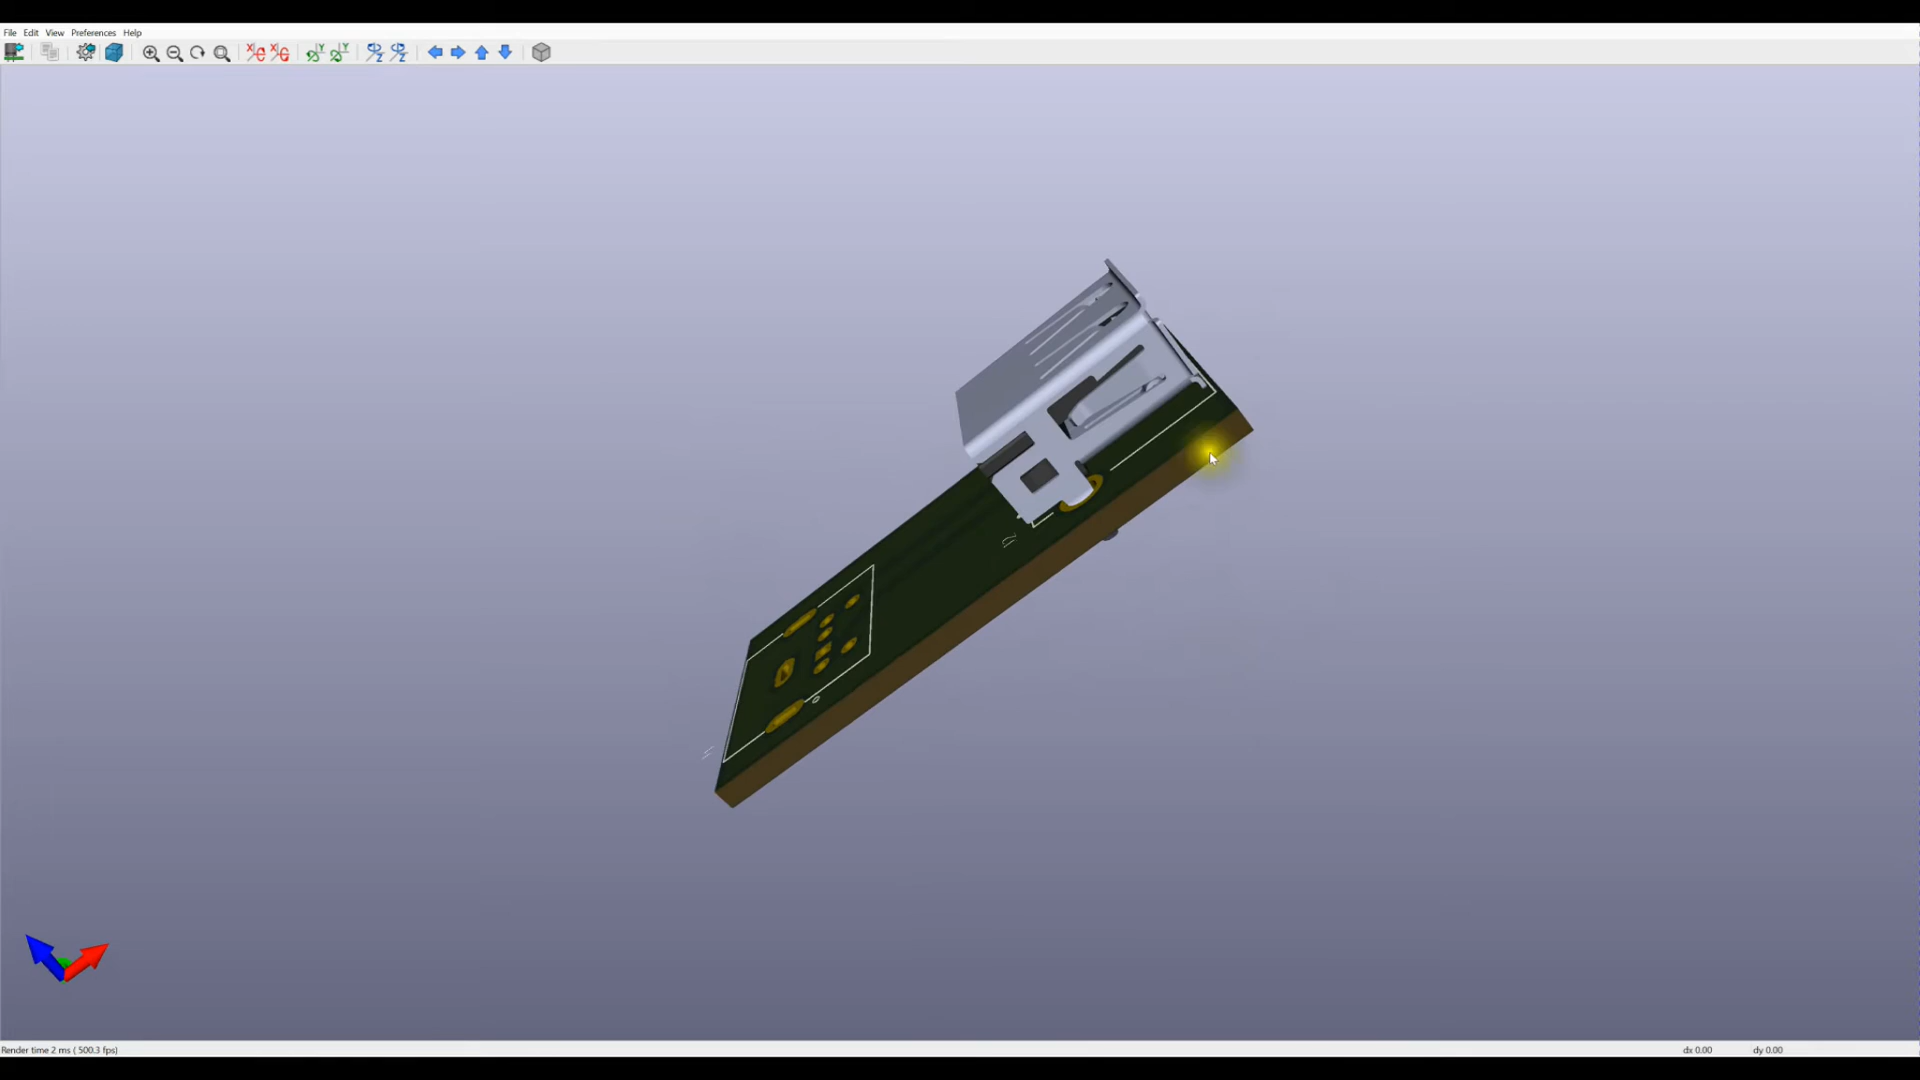 File Edit View Preferences Help
Render time 2 ms ( 500.3 fps)
dx 0.00 dy 0.00